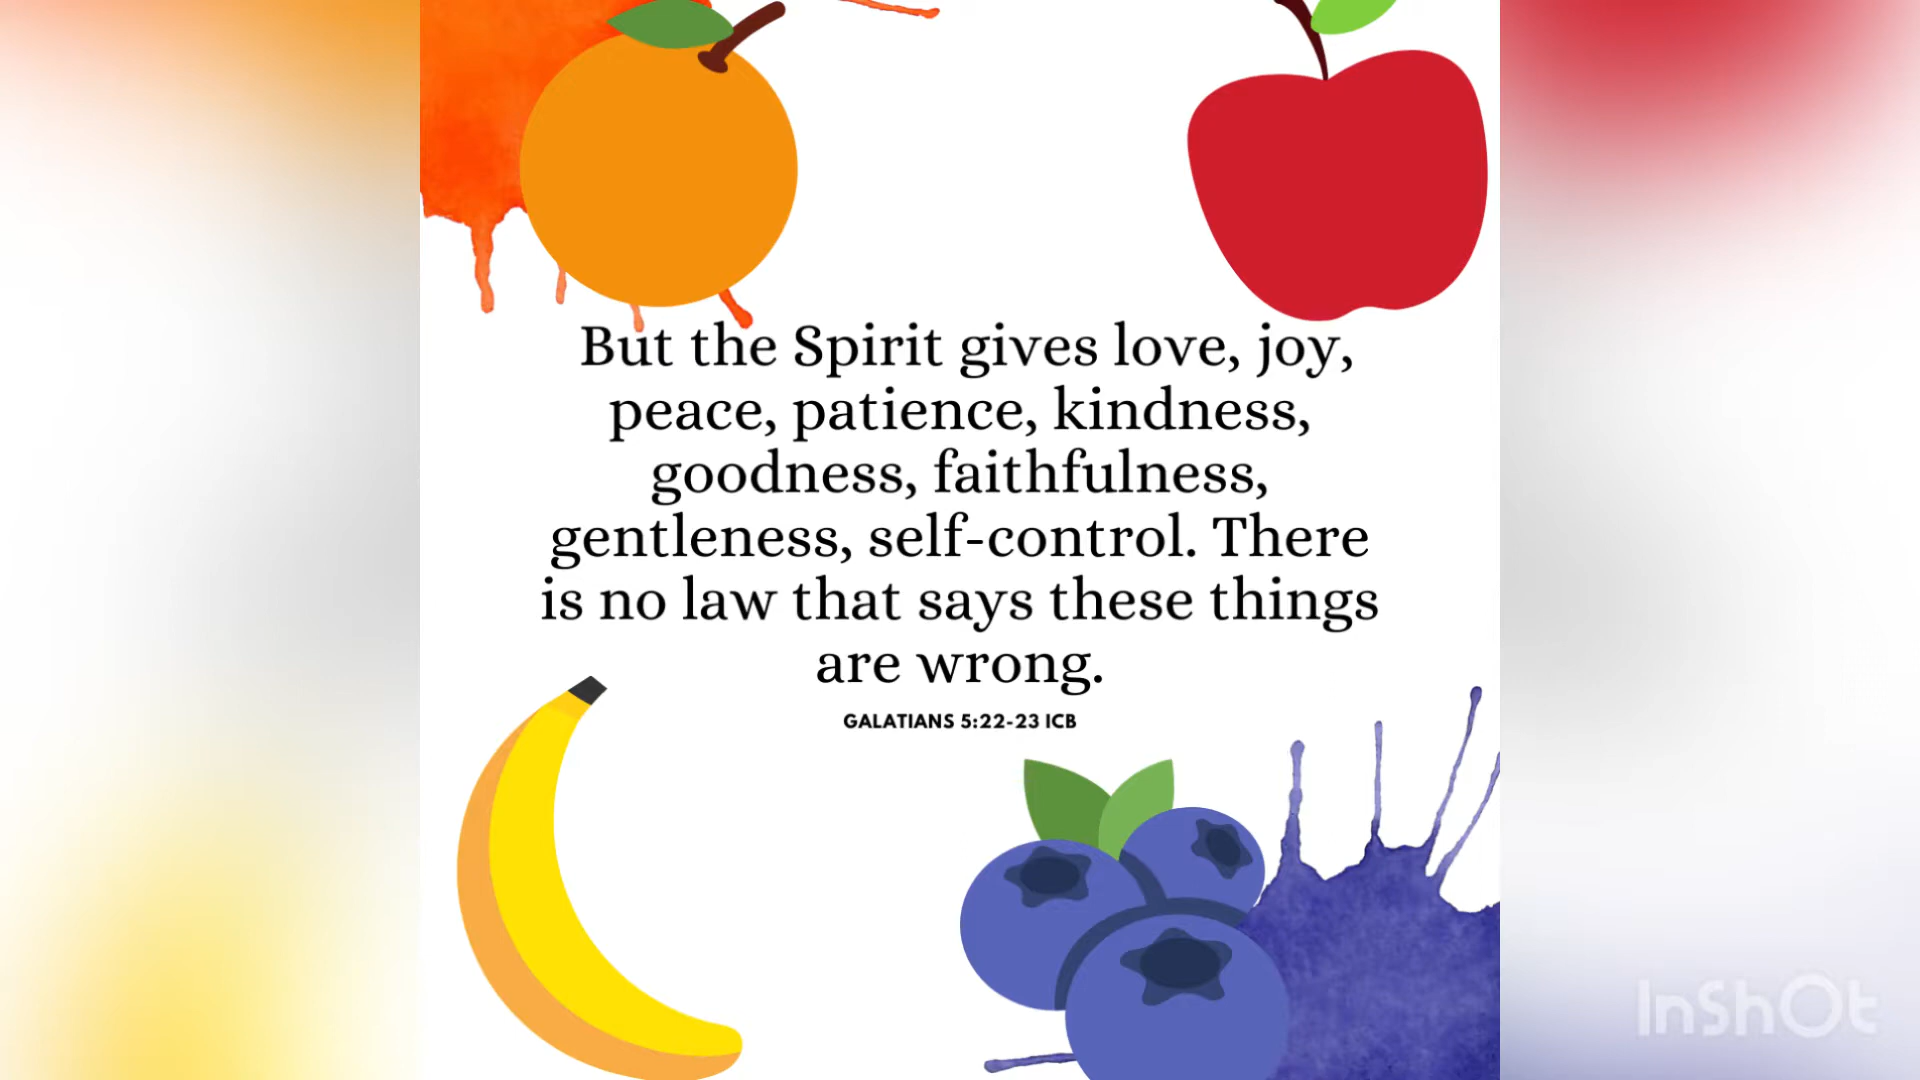 But the Spirit gives love, joy,
peace, patience, kindness,
goodness, faithfulness,
gentleness, self-control. There
is no law that says these things
are wrong.
GALATIANS 5:22-23 ICB
InShOt